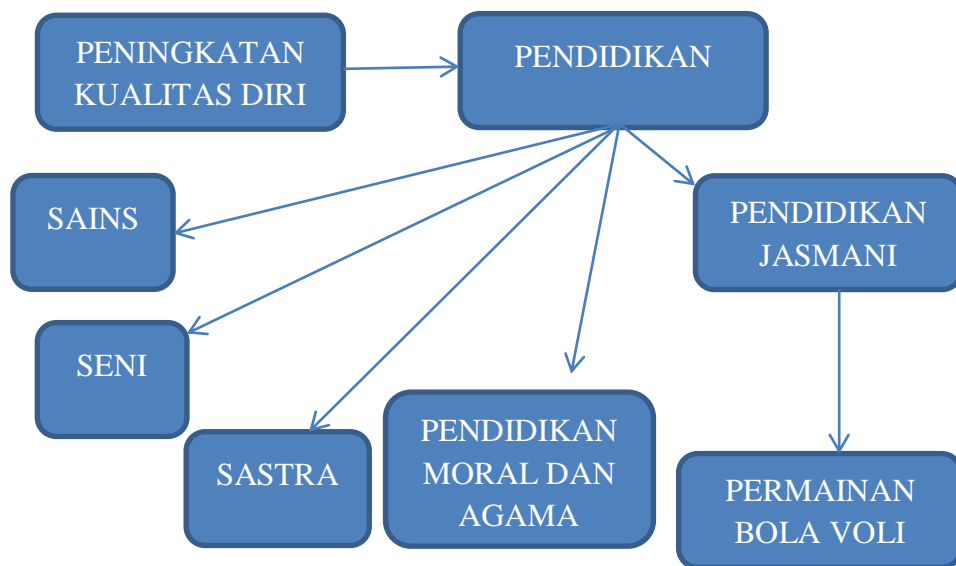 PENINGKATAN
KUALITAS DIRI
PENDIDIKAN
SAINS
PENDIDIKAN
JASMANI
SENI
SASTRA
PENDIDIKAN
MORAL DAN
AGAMA
PERMAINAN
BOLA VOLI